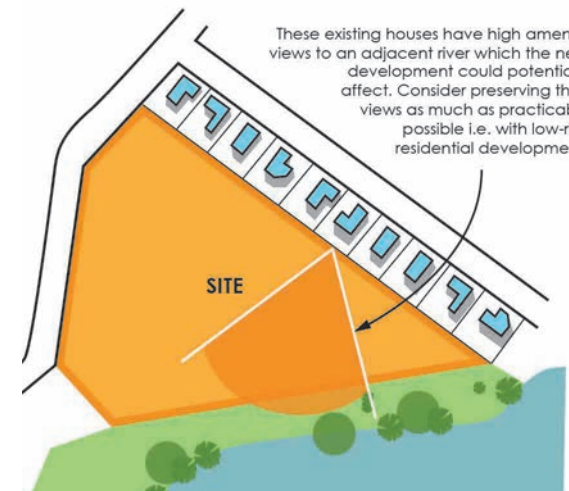 These existing houses have high amen
views to an adjacent river which the ne
development could potentic
affect. Consider preserving th
views as much as practicab
possible i.e. with low-r
residential developme
SITE